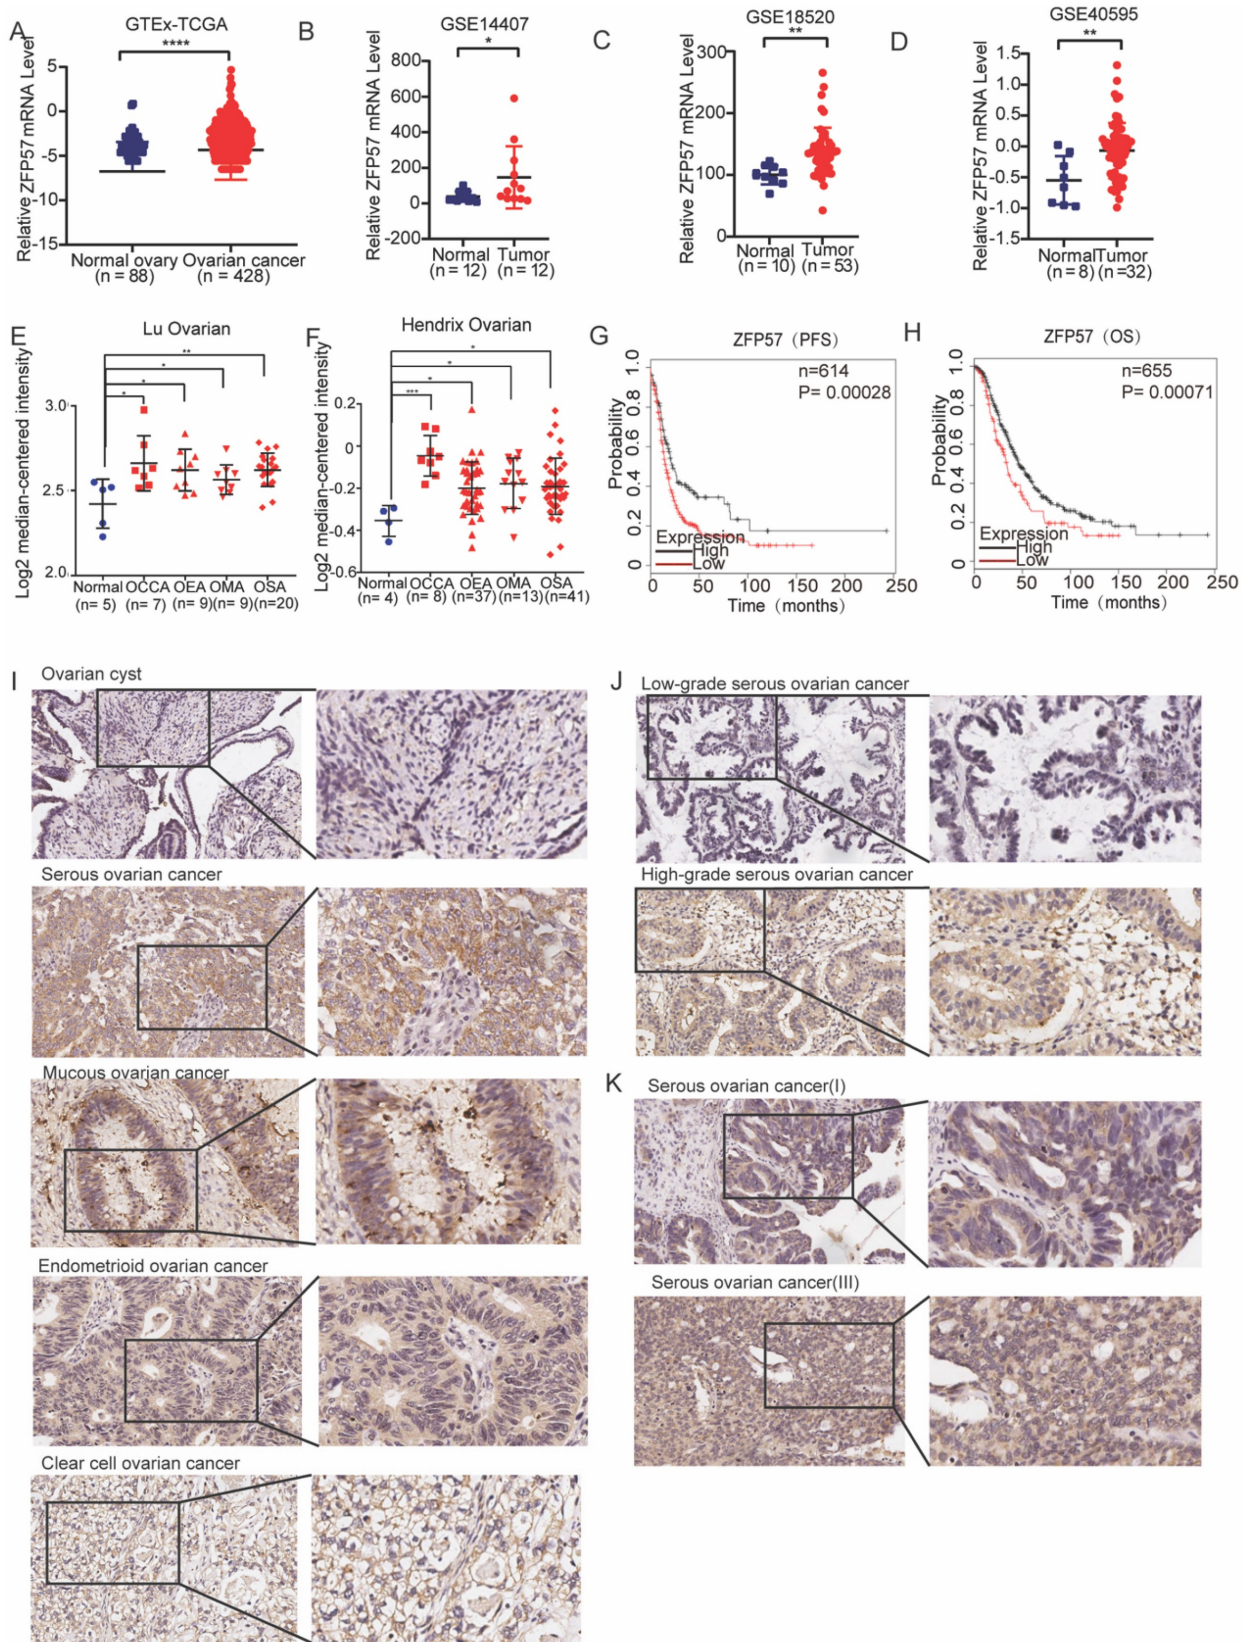 A
GTEx-TCGA
****
Relative ZFP57 mRNA Level
5
0
-5
-10
-15
Normal ovary
(n = 88)
Ovarian cancer
(n = 428)
B
GSE14407
*
Relative ZFP57 mRNA Level
800
600
400
200
0
-200
Normal
(n = 12)
Tumor
(n = 12)
C
GSE18520
**
Relative ZFP57 mRNA Level
300
200
100
0
Normal
(n = 10)
Tumor
(n = 53)
D
GSE40595
**
Relative ZFP57 mRNA Level
1.5
1.0
0.5
0.0
-0.5
-1.0
-1.5
Normal
(n= 8)
Tumor
(n =32)
E
Lu Ovarian
**
*
*
*
Log2 median-centered intensity
3.0
2.5
2.0
Normal
(n= 5)
OCCA
(n= 7)
OEA
(n= 9)
OMA
(n= 9)
OSA
(n=20)
F
Hendrix Ovarian
*
*
*
***
Log2 median-centered intensity
0.2
0
-0.2
-0.4
-0.6
Normal
(n= 4)
OCCA
(n= 8)
OEA
(n=37)
OMA
(n=13)
OSA
(n=41)
G
ZFP57（PFS）
n=614
P= 0.00028
Probability
1.0
0.8
0.6
0.4
0.2
0
Expression
High
Low
0 50 100 150 200 250
Time（months）
H
ZFP57（OS）
n=655
P= 0.00071
Probability
1.0
0.8
0.6
0.4
0.2
0
Expression
High
Low
0 50 100 150 200 250
Time（months）
I
Ovarian cyst
Serous ovarian cancer
Mucous ovarian cancer
Endometrioid ovarian cancer
Clear cell ovarian cancer
J
Low-grade serous ovarian cancer
High-grade serous ovarian cancer
K
Serous ovarian cancer(I)
Serous ovarian cancer(III)